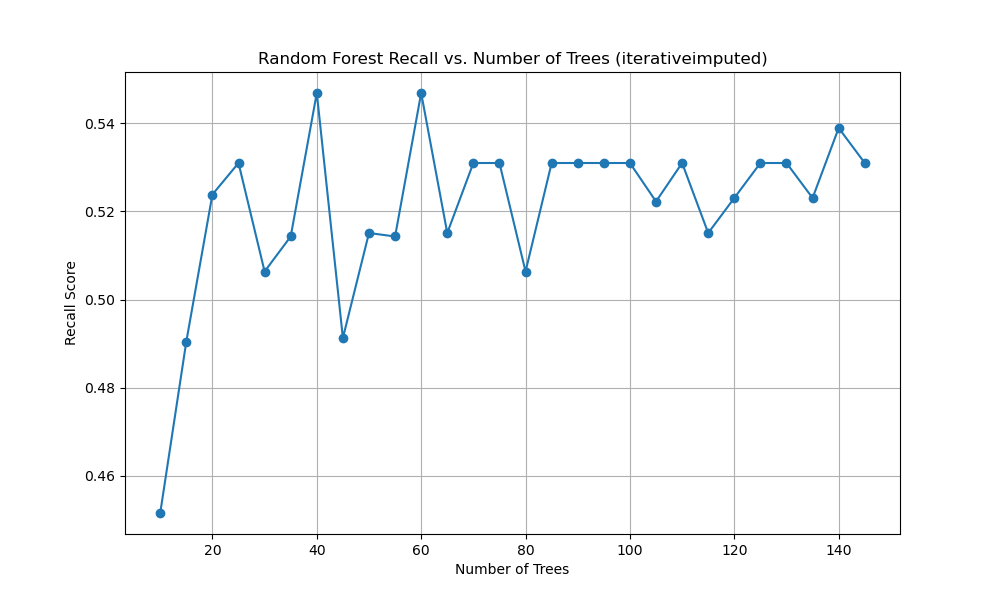 Random Forest Recall vs. Number of Trees (iterativeimputed)
0.54
0.52
0.50
0.48
0.46
Recall Score
20 40 60 80 100 120 140
Number of Trees